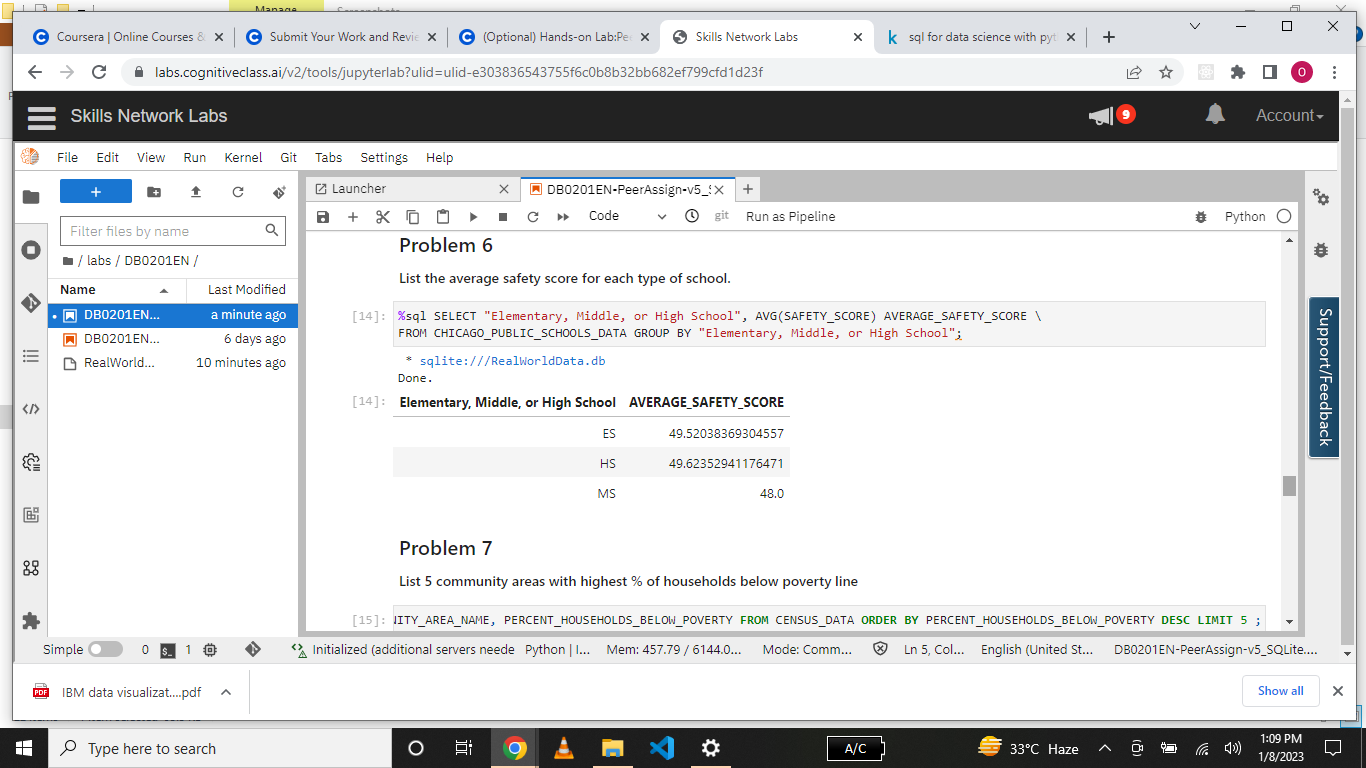 Manage
Screenshots
Coursera | Online Courses &
Submit Your Work and Revie
(Optional) Hands-on Lab:Pee
Skills Network Labs
sql for data science with pyth
labs.cognitiveclass.ai/v2/tools/jupyterlab?ulid=ulid-e303836543755f6c0b8b32bb682ef799cfd1d23f
O
Skills Network Labs
9
Account
File Edit View Run Kernel Git Tabs Settings Help
Launcher
DB0201EN-PeerAssign-v5_S
Code
git
Run as Pipeline
Python
Filter files by name
/ labs / DB0201EN /
Name
Last Modified
DB0201EN... a minute ago
DB0201EN... 6 days ago
RealWorld... 10 minutes ago
Problem 6
List the average safety score for each type of school.
[14]: %sql SELECT "Elementary, Middle, or High School", AVG(SAFETY_SCORE) AVERAGE_SAFETY_SCORE \
FROM CHICAGO_PUBLIC_SCHOOLS_DATA GROUP BY "Elementary, Middle, or High School";
* sqlite:///RealWorldData.db
Done.
[14]: Elementary, Middle, or High School AVERAGE_SAFETY_SCORE
ES 49.52038369304557
HS 49.62352941176471
MS 48.0
Problem 7
List 5 community areas with highest % of households below poverty line
[15]: NITY_AREA_NAME, PERCENT_HOUSEHOLDS_BELOW_POVERTY FROM CENSUS_DATA ORDER BY PERCENT_HOUSEHOLDS_BELOW_POVERTY DESC LIMIT 5 ;
Support/Feedback
Simple 0 1 Initialized (additional servers neede Python | I... Mem: 457.79 / 6144.0... Mode: Comm... Ln 5, Col... English (United St... DB0201EN-PeerAssign-v5_SQLite....
PDF IBM data visualizat....pdf
Show all
Type here to search
A/C
33°C Haze
1:09 PM
1/8/2023